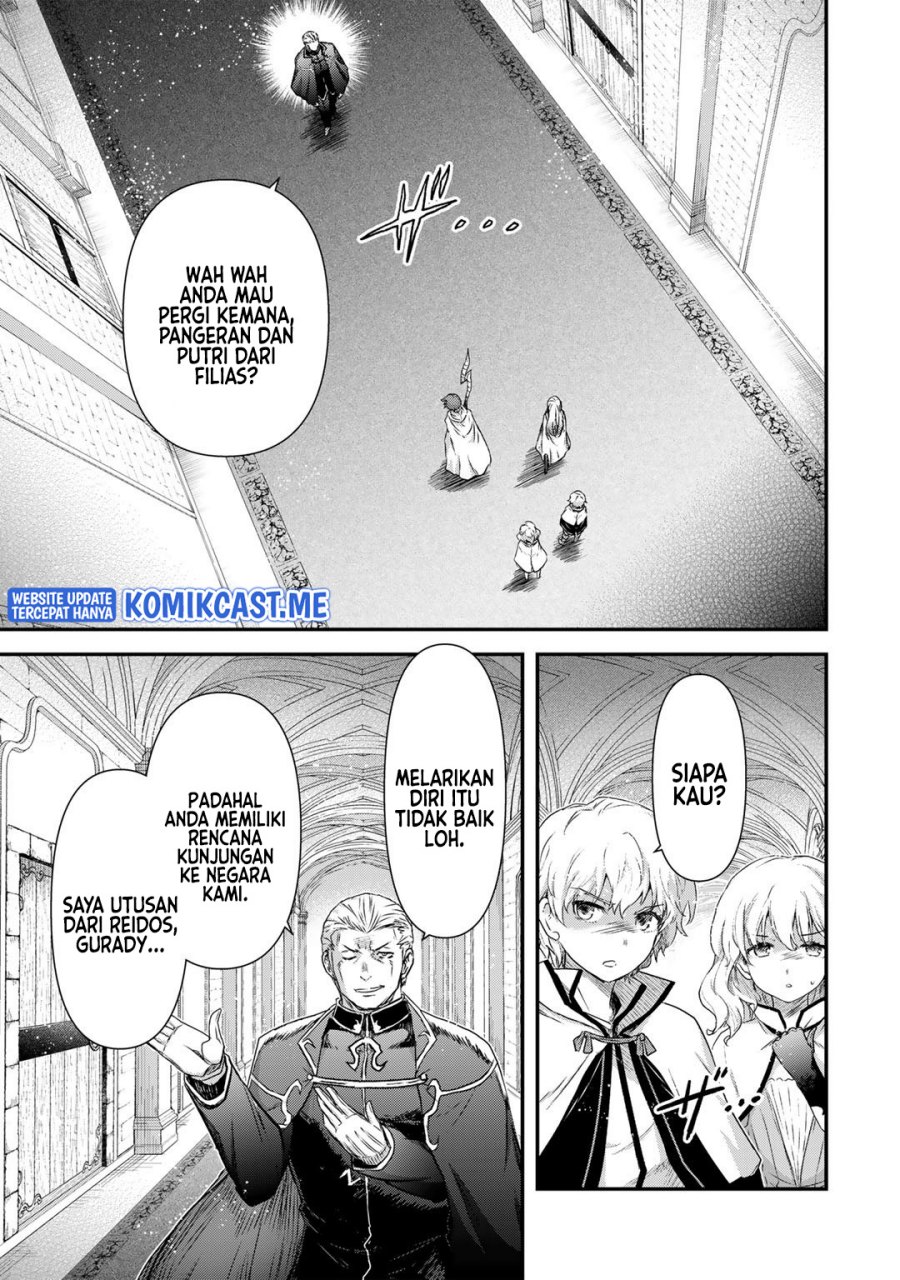 ザ...
WAH WAH
ANDA MAU
PERGI KEMANA,
PANGERAN DAN
PUTRI DARI
FILIAS?
WEBSITE UPDATE
TERCEPAT HANYA
KOMIKCAST.ME
SIAPA
KAU?
ザ...
MELARIKAN
DIRI ITU
TIDAK BAIK
LOH.
PADAHAL
ANDA MEMILIKI
RENCANA
KUNJUNGAN
KE NEGARA
KAMI.
SAYA UTUSAN
DARI REIDOS,
GURADY...